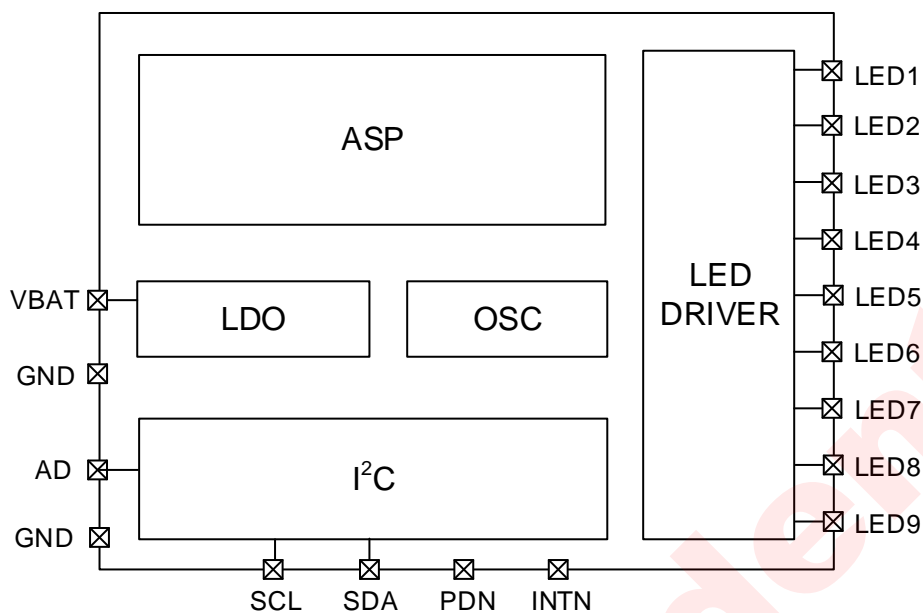 LED1
LED2
ASP
LED3
LED4
VBAT
LDO
OSC
LED
DRIVER
LED5
LED6
GND
LED7
AD
I²C
LED8
GND
LED9
SCL
SDA
PDN
INTN